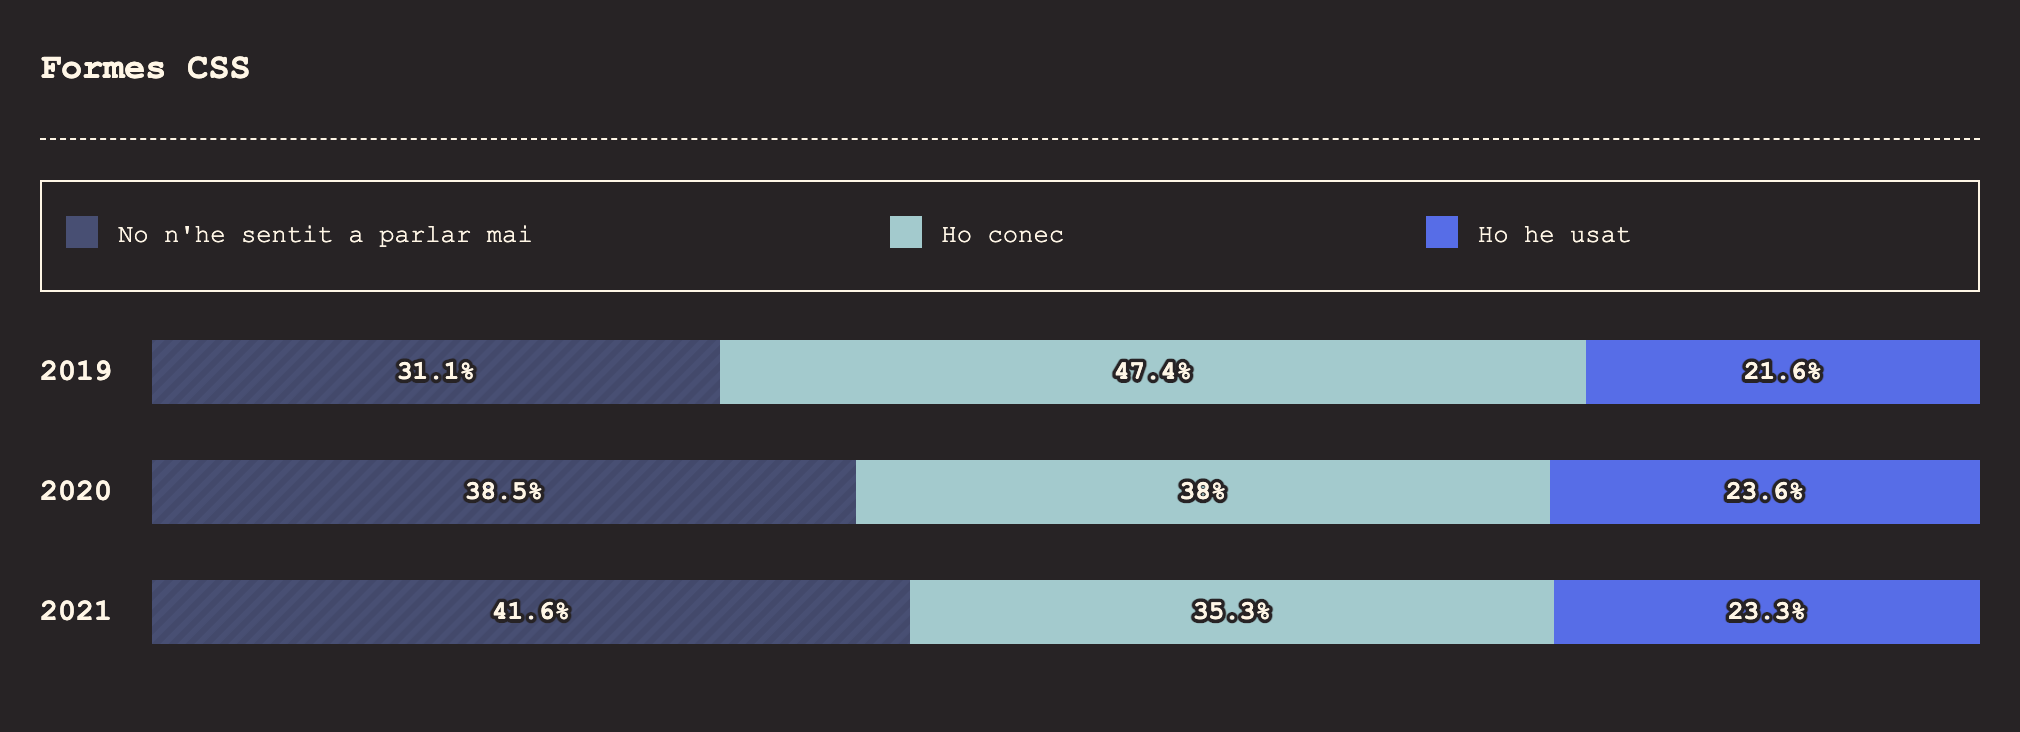 Formes CSS
No n'he sentit a parlar mai Ho conec Ho he usat
2019 31.1% 47.4% 21.6%
2020 38.5% 38% 23.6%
2021 41.6% 35.3% 23.3%